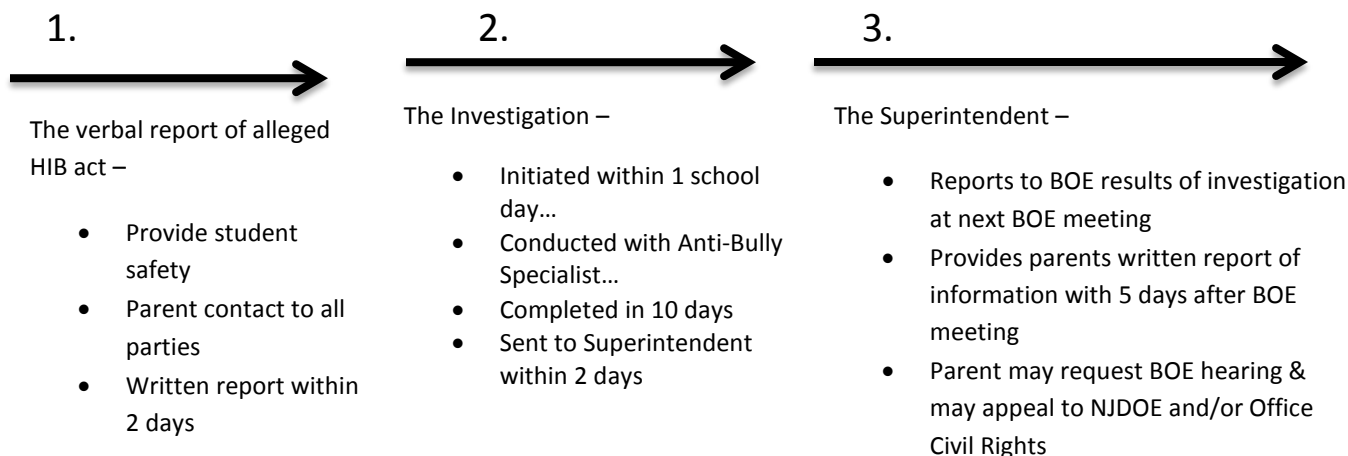 1.
The verbal report of alleged
HIB act –
• Provide student
safety
• Parent contact to all
parties
• Written report within
2 days
2.
The Investigation –
• Initiated within 1 school
day…
• Conducted with Anti-Bully
Specialist…
• Completed in 10 days
• Sent to Superintendent
within 2 days
3.
The Superintendent –
• Reports to BOE results of investigation
at next BOE meeting
• Provides parents written report of
information with 5 days after BOE
meeting
• Parent may request BOE hearing &
may appeal to NJDOE and/or Office
Civil Rights